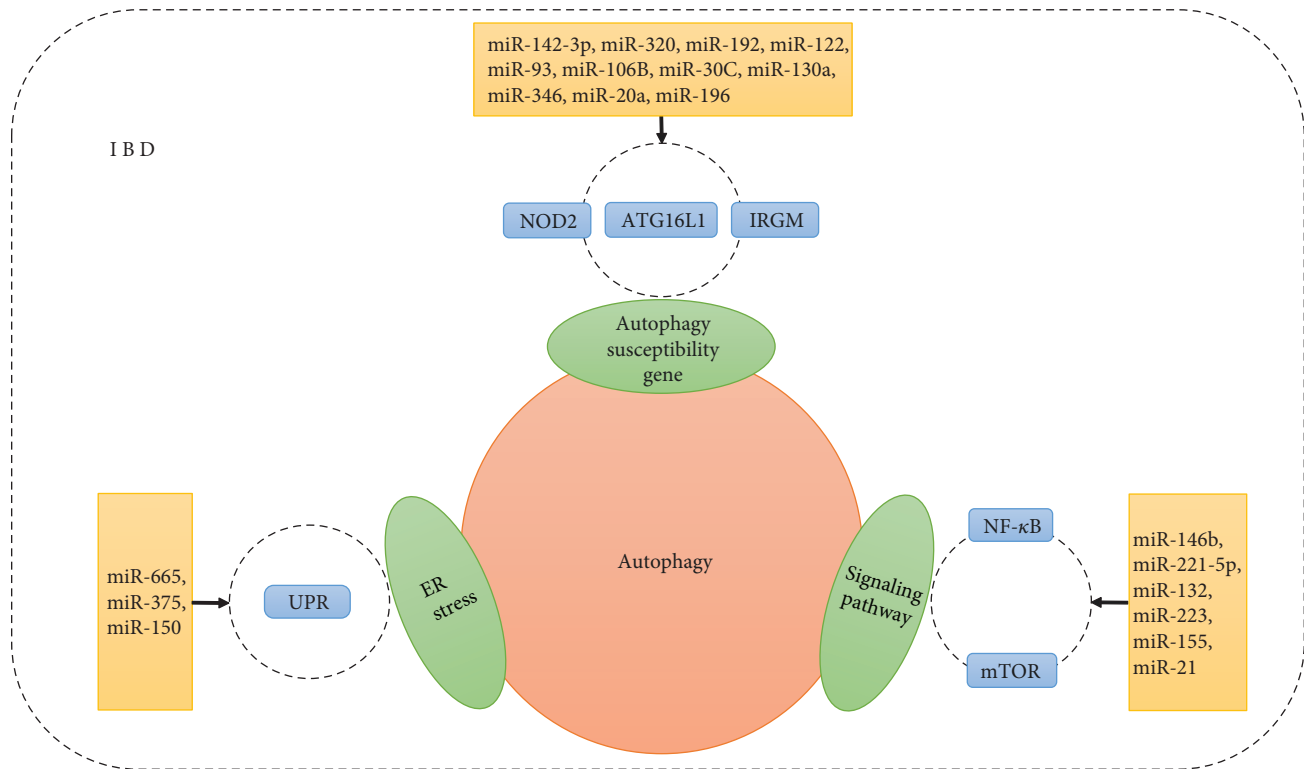 miR-142-3p, miR-320, miR-192, miR-122,
miR-93, miR-106B, miR-30C, miR-130a,
miR-346, miR-20a, miR-196
I B D
NOD2
ATG16L1
IRGM
Autophagy
susceptibility
gene
Autophagy
miR-665,
miR-375,
miR-150
UPR
ER
stress
Signaling
pathway
NF-κB
mTOR
miR-146b,
miR-221-5p,
miR-132,
miR-223,
miR-155,
miR-21